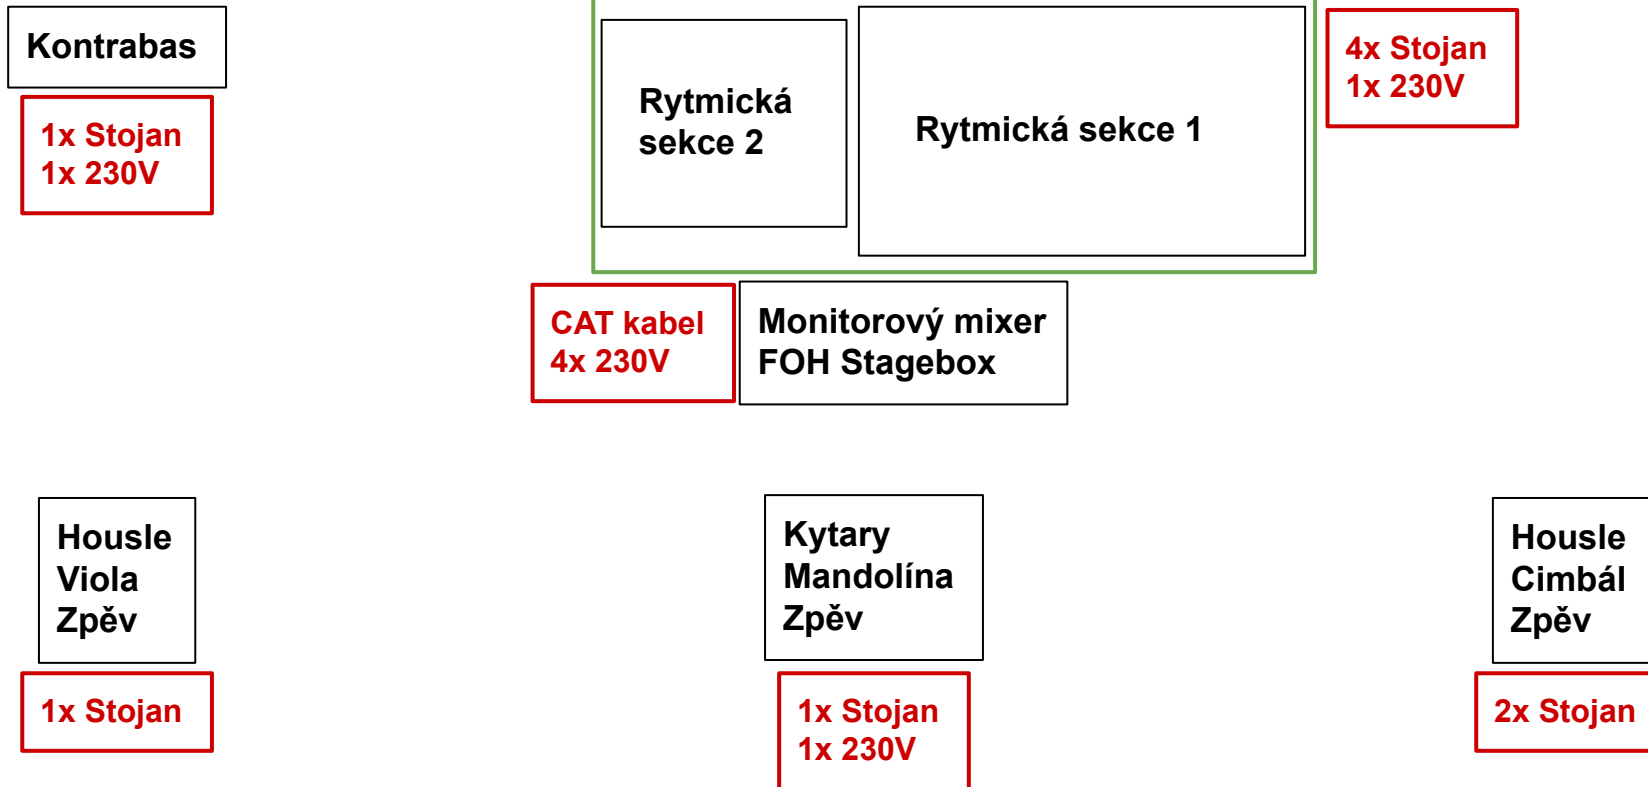 Kontrabas
1x Stojan
1x 230V
Rytmická
sekce 2
Rytmická sekce 1
4x Stojan
1x 230V
CAT kabel
4x 230V
Monitorový mixer
FOH Stagebox
Housle
Viola
Zpěv
1x Stojan
Kytary
Mandolína
Zpěv
1x Stojan
1x 230V
Housle
Cimbál
Zpěv
2x Stojan